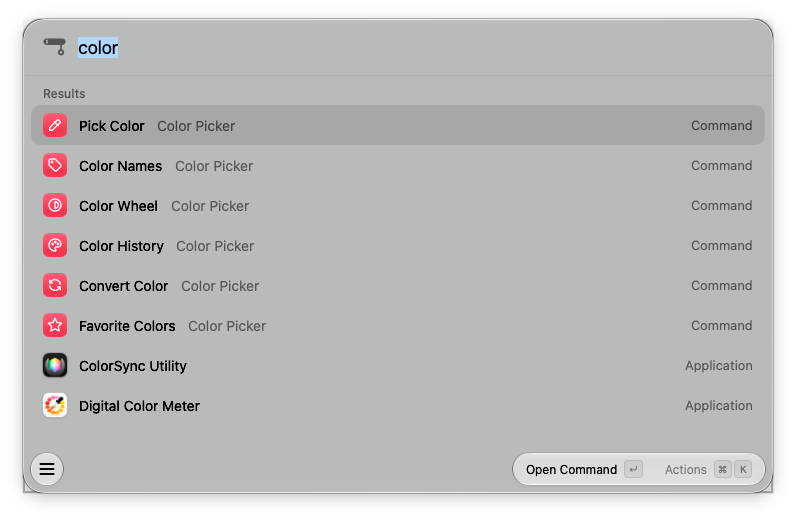 color
Results
Pick Color Color Picker Command
Color Names Color Picker Command
Color Wheel Color Picker Command
Color History Color Picker Command
Convert Color Color Picker Command
Favorite Colors Color Picker Command
ColorSync Utility Application
Digital Color Meter Application
Open Command ↵ Actions ⌘ K